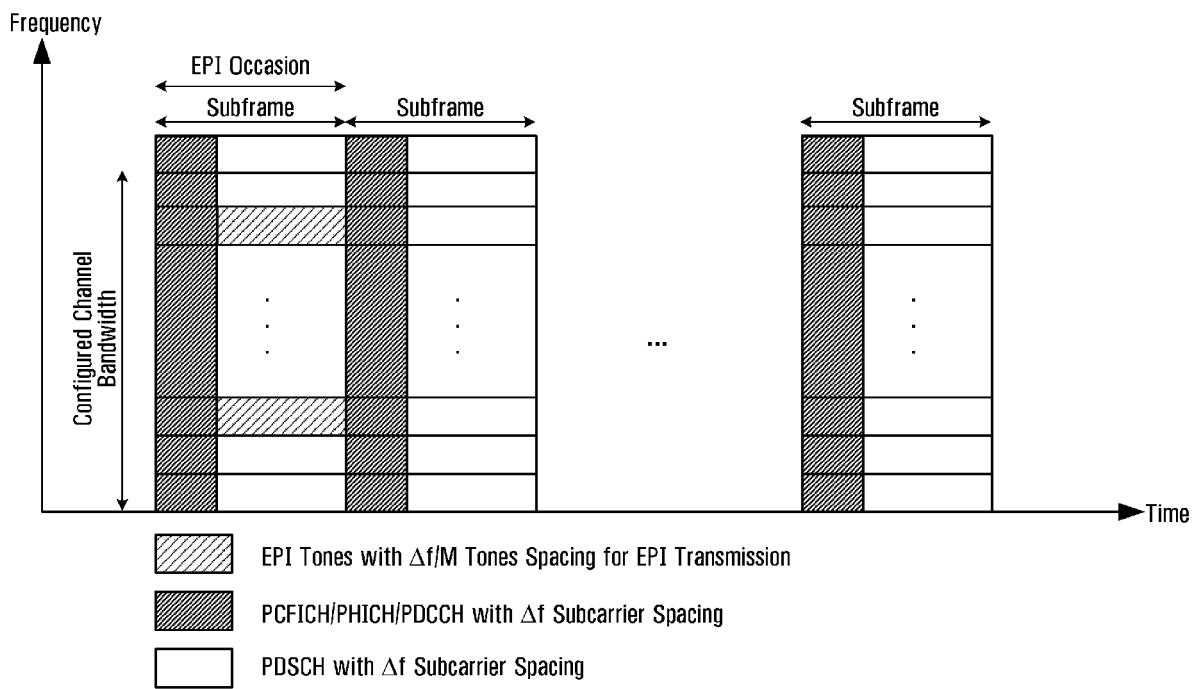 Frequency
EPI Occasion
Subframe
Subframe
Subframe
Configured Channel
Bandwidth
...
Time
EPI Tones with Δf/M Tones Spacing for EPI Transmission
PCFICH/PHICH/PDCCH with Δf Subcarrier Spacing
PDSCH with Δf Subcarrier Spacing